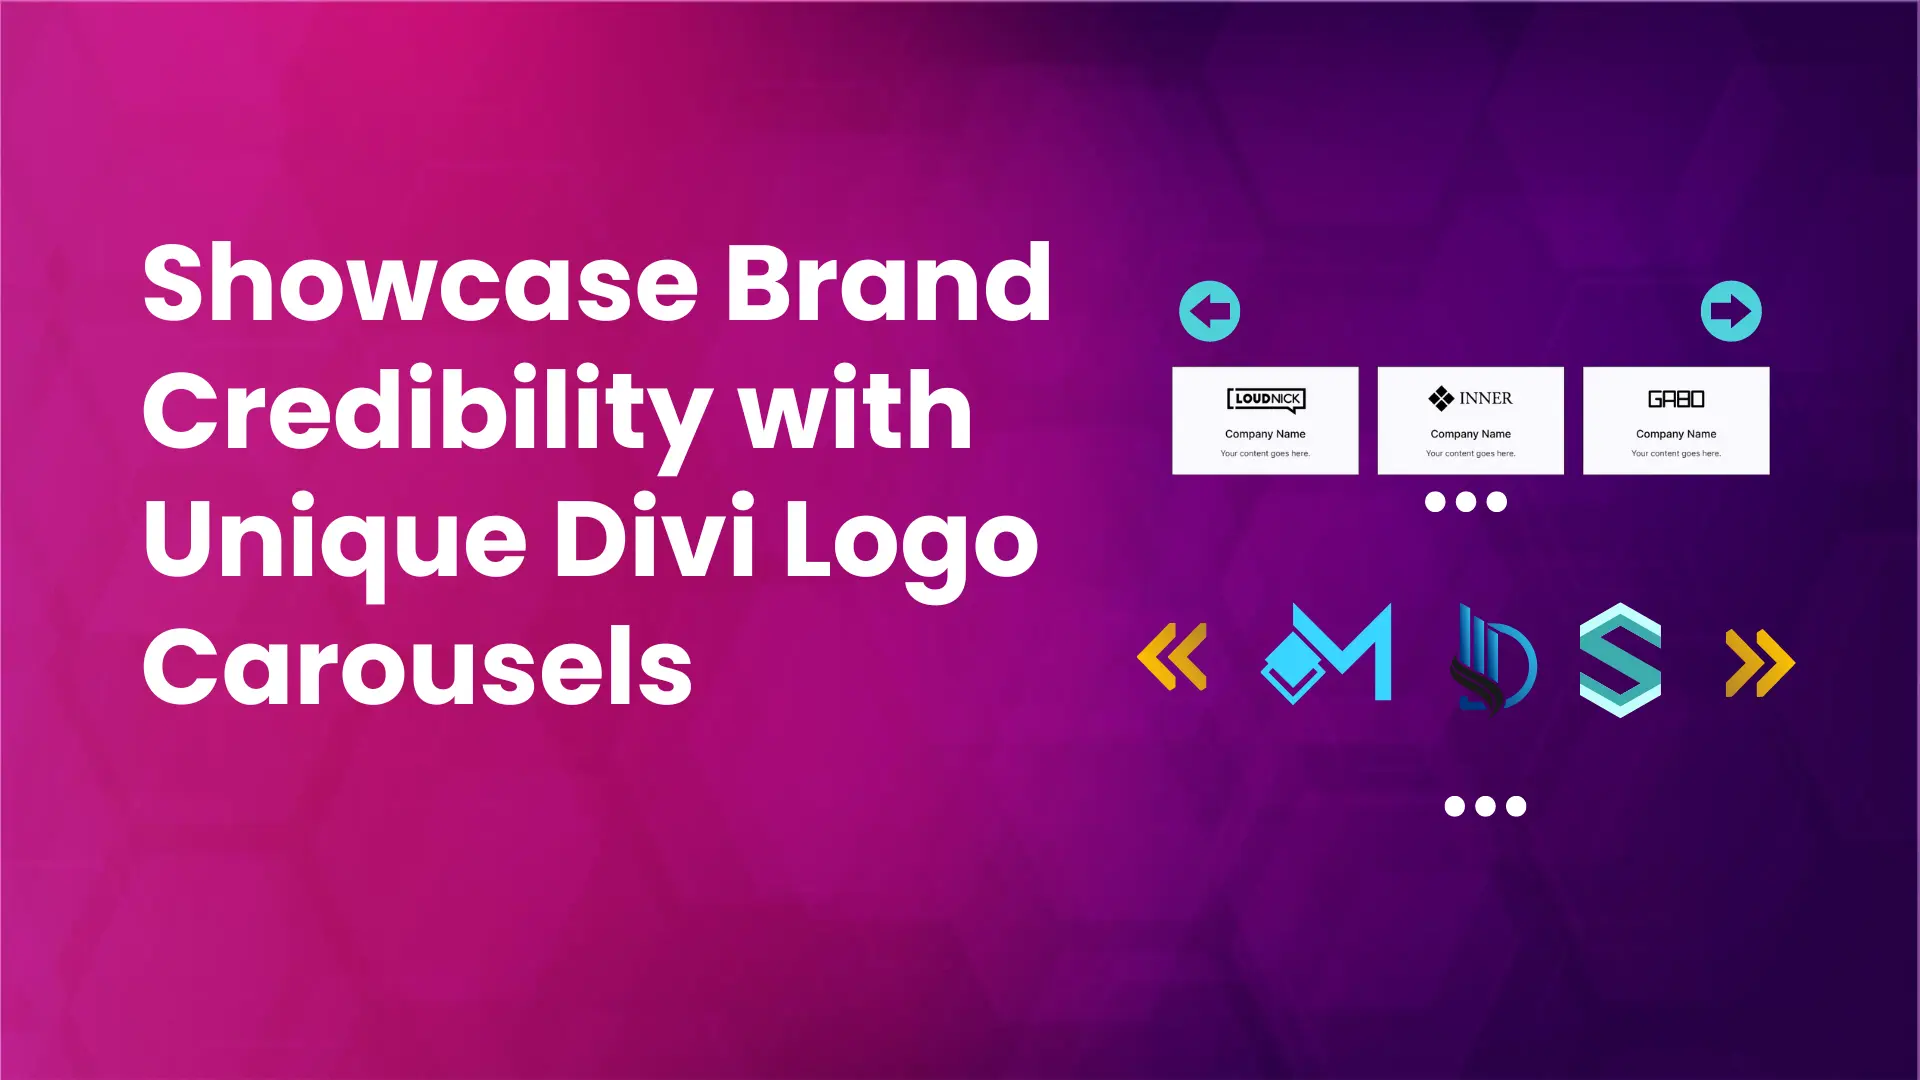 Showcase Brand
Credibility with
Unique Divi Logo
Carousels
LOUDNICK
Company Name
Your content goes here.
INNER
Company Name
Your content goes here.
GABO
Company Name
Your content goes here.